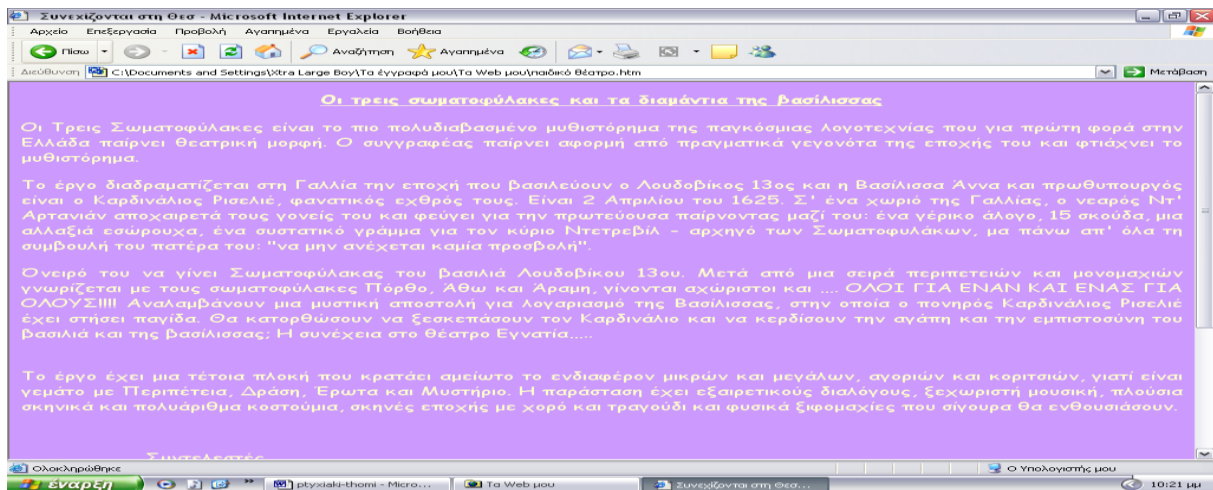 Συνεχίζονται στη Θεσ - Microsoft Internet Explorer
Αρχείο Επεξεργασία Προβολή Αγαπημένα Εργαλεία Βοήθεια
Πίσω Αναζήτηση Αγαπημένα
Διεύθυνση C:\Documents and Settings\Xtra Large Boy\Τα έγγραφά μου\Τα Web μου\παιδικό θέατρο.htm Μετάβαση
Οι τρεις σωματοφύλακες και τα διαμάντια της βασίλισσας
Οι Τρεις Σωματοφύλακες είναι το πιο πολυδιαβασμένο μυθιστόρημα της παγκόσμιας λογοτεχνίας που για πρώτη φορά στην
Ελλάδα παίρνει θεατρική μορφή. Ο συγγραφέας παίρνει αφορμή από πραγματικά γεγονότα της εποχής του και φτιάχνει το
μυθιστόρημα.
Το έργο διαδραματίζεται στη Γαλλία την εποχή που βασιλεύουν ο Λουδοβίκος 13ος και η Βασίλισσα Άννα και πρωθυπουργός
είναι ο Καρδινάλιος Ρισελιέ, φανατικός εχθρός τους. Είναι 2 Απριλίου του 1625. Σ' ένα χωριό της Γαλλίας, ο νεαρός Ντ'
Αρτανιάν αποχαιρετά τους γονείς του και φεύγει για την πρωτεύουσα παίρνοντας μαζί του: ένα γέρικο άλογο, 15 σκούδα, μια
αλλαξιά εσώρουχα, ένα συστατικό γράμμα για τον κύριο Ντετρεβίλ - αρχηγό των Σωματοφυλάκων, μα πάνω απ' όλα τη
συμβουλή του πατέρα του: "να μην ανέχεται καμία προσβολή".
Όνειρό του να γίνει Σωματοφύλακας του βασιλιά Λουδοβίκου 13ου. Μετά από μια σειρά περιπετειών και μονομαχιών
γνωρίζεται με τους σωματοφύλακες Πόρθο, Άθω και Άραμη, γίνονται αχώριστοι και .... ΟΛΟΙ ΓΙΑ ΕΝΑΝ ΚΑΙ ΕΝΑΣ ΓΙΑ
ΟΛΟΥΣ!!!! Αναλαμβάνουν μια μυστική αποστολή για λογαριασμό της Βασίλισσας, στην οποία ο πονηρός Καρδινάλιος Ρισελιέ
έχει στήσει παγίδα. Θα κατορθώσουν να ξεσκεπάσουν τον Καρδινάλιο και να κερδίσουν την αγάπη και την εμπιστοσύνη του
βασιλιά και της βασίλισσας; Η συνέχεια στο θέατρο Εγνατία.....
Το έργο έχει μια τέτοια πλοκή που κρατάει αμείωτο το ενδιαφέρον μικρών και μεγάλων, αγοριών και κοριτσιών, γιατί είναι
γεμάτο με Περιπέτεια, Δράση, Έρωτα και Μυστήριο. Η παράσταση έχει εξαιρετικούς διαλόγους, ξεχωριστή μουσική, πλούσια
σκηνικά και πολυάριθμα κοστούμια, σκηνές εποχής με χορό και τραγούδι και φυσικά ξιφομαχίες που σίγουρα θα ενθουσιάσουν.
Συντελεστές
Ολοκληρώθηκε Ο Υπολογιστής μου
έναρξη ptyxiaki-thomi - Micro... Τα Web μου Συνεχίζονται στη Θεσ... 10:21 μμ